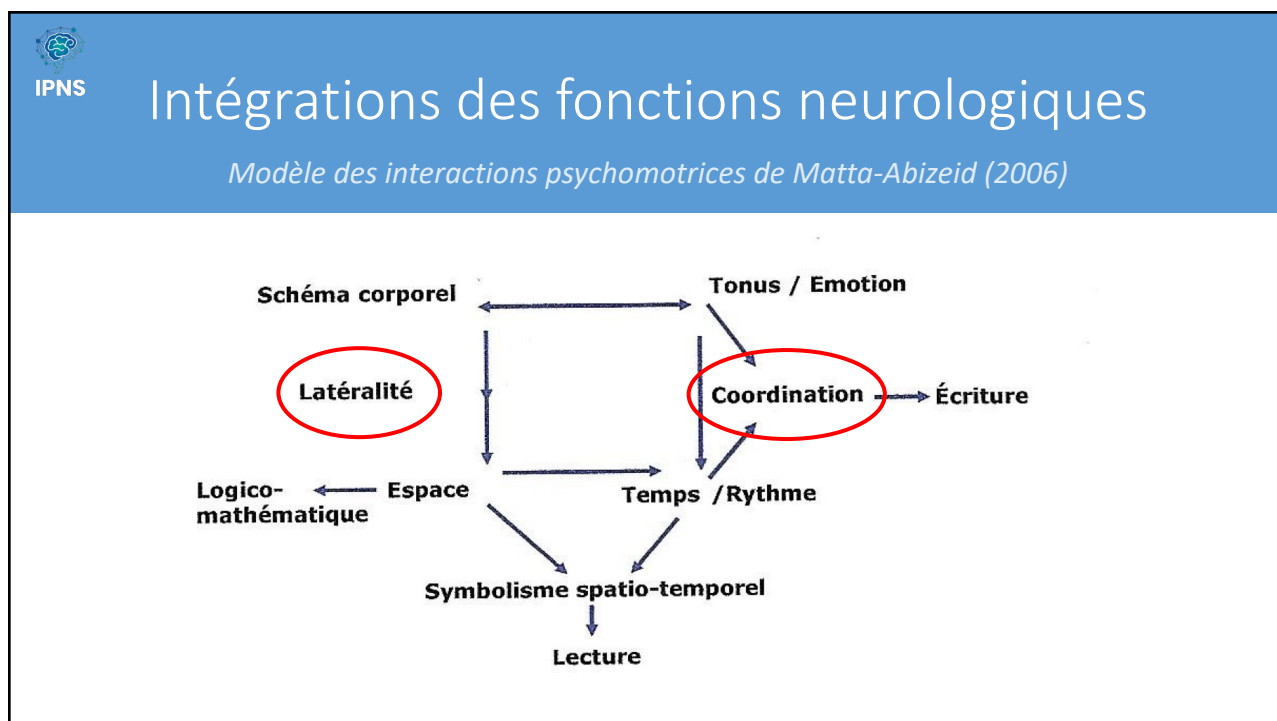 IPNS
Intégrations des fonctions neurologiques
Modèle des interactions psychomotrices de Matta-Abizeid (2006)
Schéma corporel
Tonus / Emotion
Latéralité
Coordination
Écriture
Logico-
mathématique
Espace
Temps /Rythme
Symbolisme spatio-temporel
Lecture